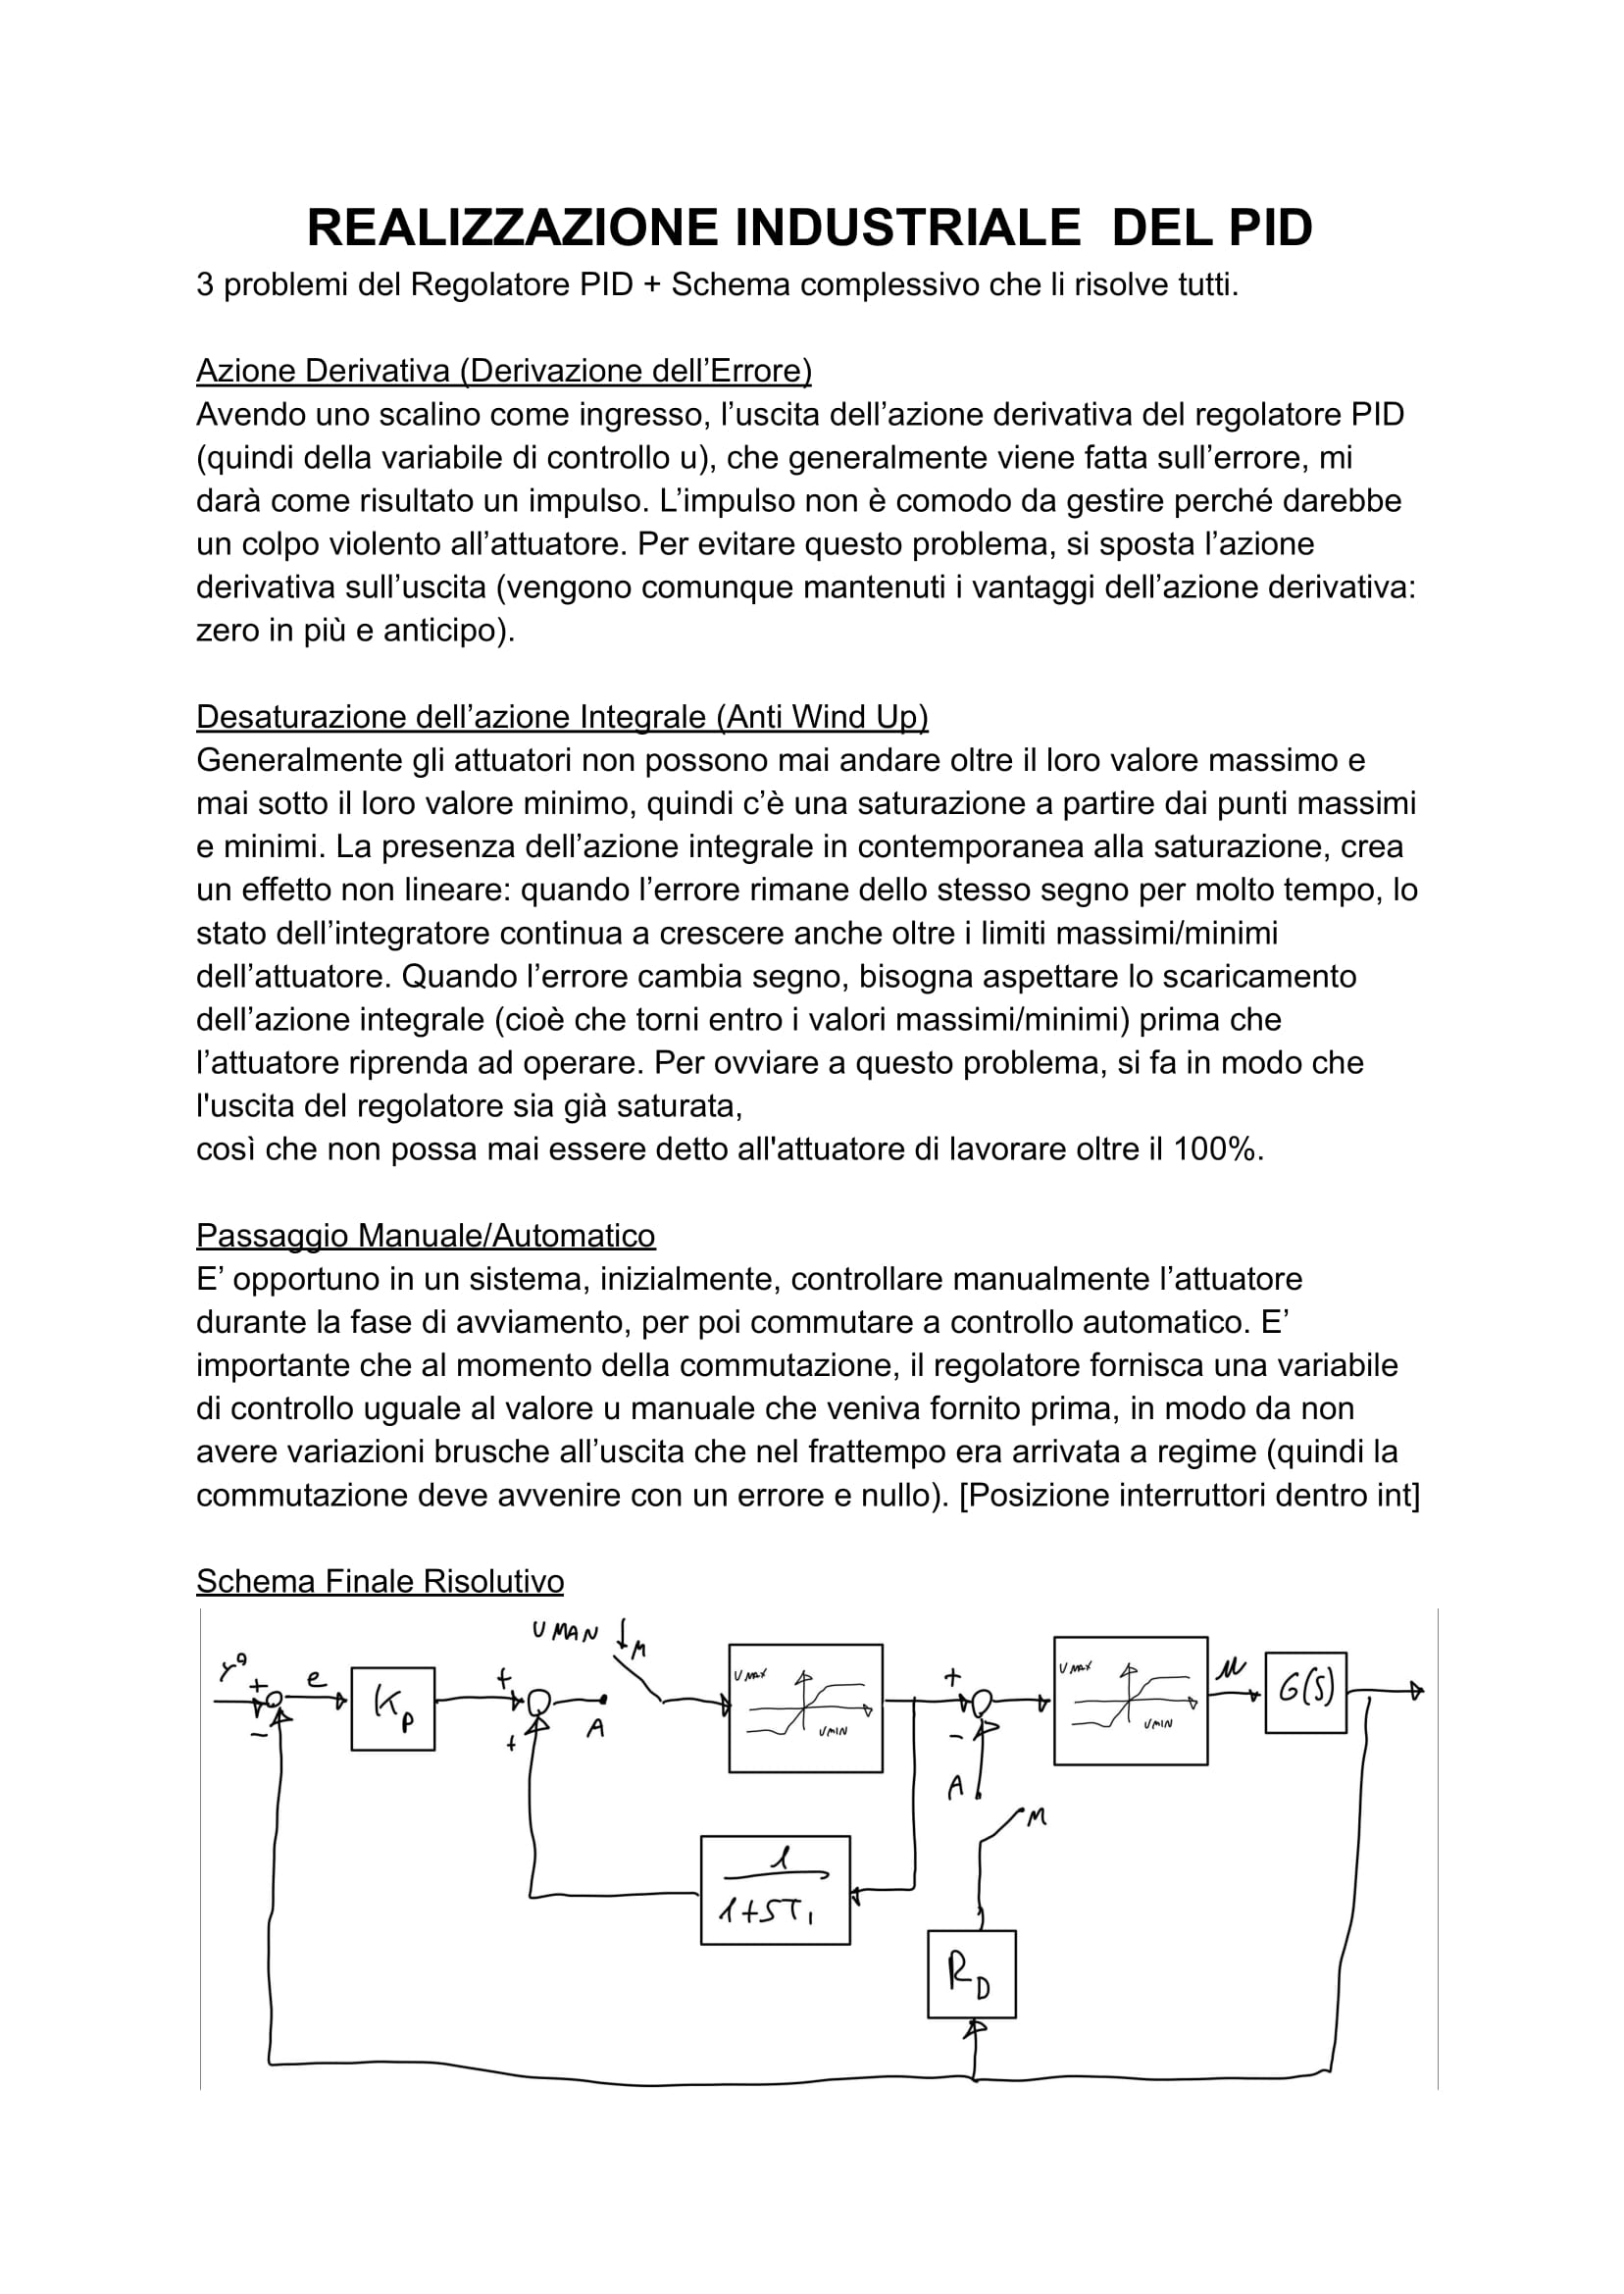 REALIZZAZIONE INDUSTRIALE  DEL PID
3 problemi del Regolatore PID + Schema complessivo che li risolve tutti.
Azione Derivativa (Derivazione dell’Errore)
Avendo uno scalino come ingresso, l’uscita dell’azione derivativa del regolatore PID
(quindi della variabile di controllo u), che generalmente viene fatta sull’errore, mi
darà come risultato un impulso. L’impulso non è comodo da gestire perché darebbe
un colpo violento all’attuatore. Per evitare questo problema, si sposta l’azione
derivativa sull’uscita (vengono comunque mantenuti i vantaggi dell’azione derivativa:
zero in più e anticipo).
Desaturazione dell’azione Integrale (Anti Wind Up)
Generalmente gli attuatori non possono mai andare oltre il loro valore massimo e
mai sotto il loro valore minimo, quindi c’è una saturazione a partire dai punti massimi
e minimi. La presenza dell’azione integrale in contemporanea alla saturazione, crea
un effetto non lineare: quando l’errore rimane dello stesso segno per molto tempo, lo
stato dell’integratore continua a crescere anche oltre i limiti massimi/minimi
dell’attuatore. Quando l’errore cambia segno, bisogna aspettare lo scaricamento
dell’azione integrale (cioè che torni entro i valori massimi/minimi) prima che
l’attuatore riprenda ad operare. Per ovviare a questo problema, si fa in modo che
l'uscita del regolatore sia già saturata,
così che non possa mai essere detto all'attuatore di lavorare oltre il 100%.
Passaggio Manuale/Automatico
E’ opportuno in un sistema, inizialmente, controllare manualmente l’attuatore
durante la fase di avviamento, per poi commutare a controllo automatico. E’
importante che al momento della commutazione, il regolatore fornisca una variabile
di controllo uguale al valore u manuale che veniva fornito prima, in modo da non
avere variazioni brusche all’uscita che nel frattempo era arrivata a regime (quindi la
commutazione deve avvenire con un errore e nullo). [Posizione interruttori dentro int]
Schema Finale Risolutivo
U MAN M
Y° + − e Kp + + A
U MAX U MIN
+ − A M
U MAX U MIN
u G(S)
1
1+STI
RD